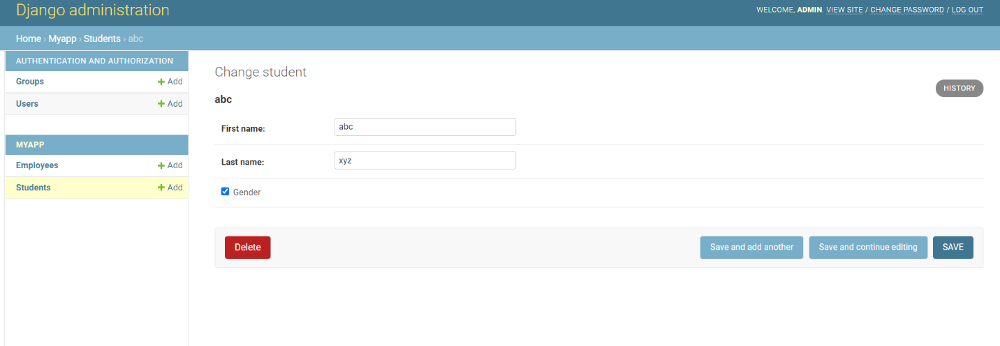 Django administration
WELCOME, ADMIN. VIEW SITE / CHANGE PASSWORD / LOG OUT
Home › Myapp › Students › abc
AUTHENTICATION AND AUTHORIZATION
Groups + Add
Users + Add
MYAPP
Employees + Add
Students + Add
Change student
HISTORY
abc
First name: abc
Last name: xyz
Gender
Delete Save and add another Save and continue editing SAVE